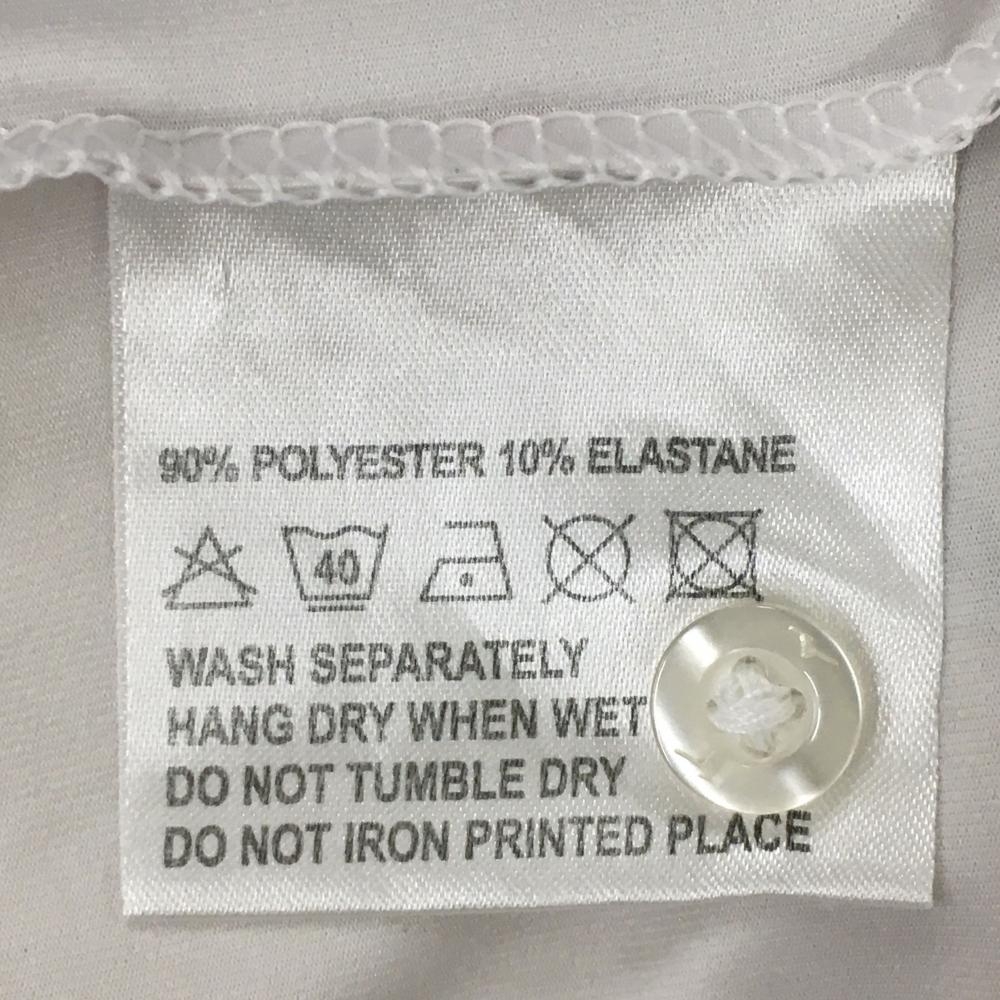 90% POLYESTER 10% ELASTANE
40
WASH SEPARATELY
HANG DRY WHEN WET
DO NOT TUMBLE DRY
DO NOT IRON PRINTED PLACE